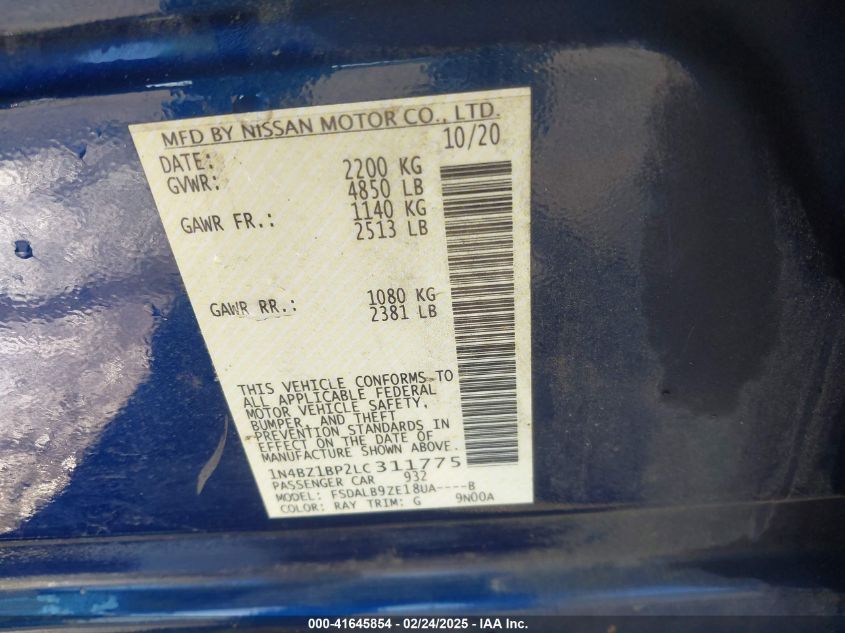 MFD BY NISSAN MOTOR CO., LTD.
DATE: 10/20
GVWR: 2200 KG
4850 LB
GAWR FR.: 1140 KG
2513 LB
GAWR RR.: 1080 KG
2381 LB
THIS VEHICLE CONFORMS TO
ALL APPLICABLE FEDERAL
MOTOR VEHICLE SAFETY,
BUMPER, AND THEFT
PREVENTION STANDARDS IN
EFFECT ON THE DATE OF
MANUFACTURE SHOWN ABOVE.
1N4BZ1BP2LC311775
PASSENGER CAR 932
MODEL: FSDALB9ZE18UA----B
COLOR: RAY TRIM: G 9N00A
000-41645854 - 02/24/2025 - IAA Inc.